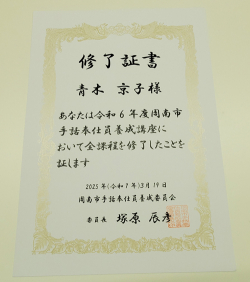 修了証書
青木 京子様
あなたは令和6年度周南市
手話奉仕員養成講座に
おいて全課程を修了したことを
証します
2025年(令和7年)3月19日
周南市手話奉仕員養成委員会
委員長 塚原 辰彦